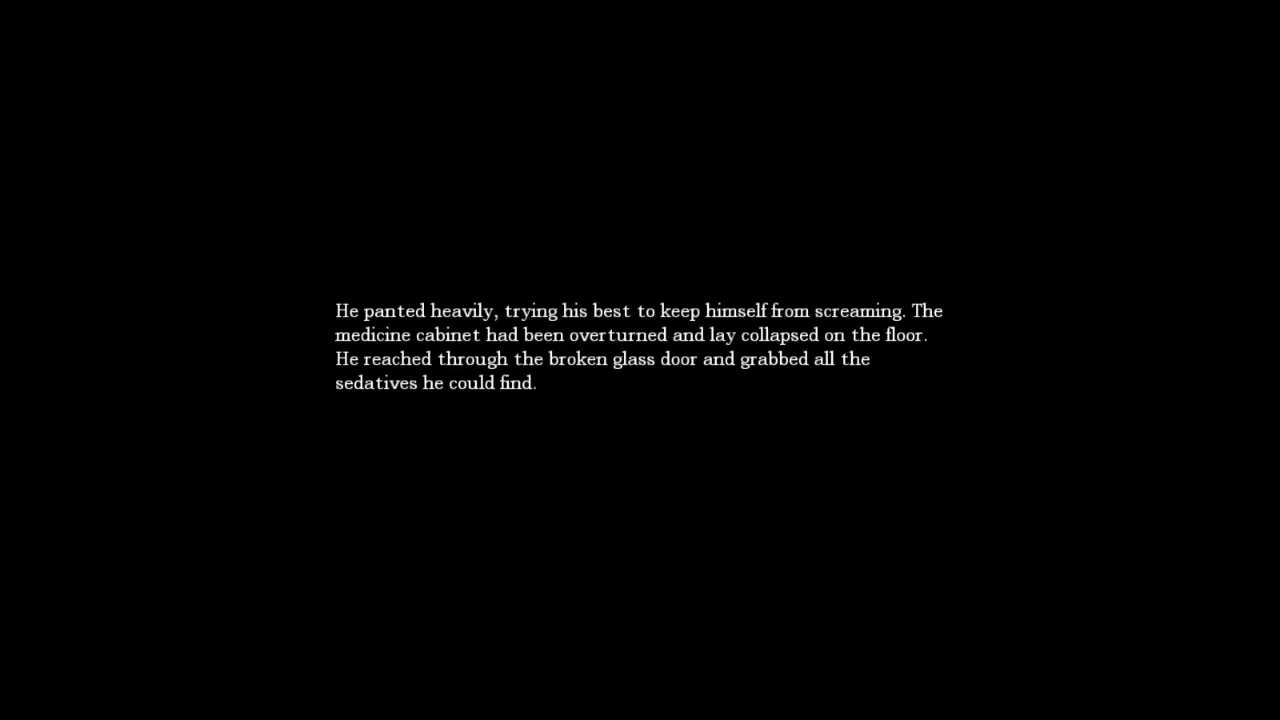 He panted heavily, trying his best to keep himself from screaming. The
medicine cabinet had been overturned and lay collapsed on the floor.
He reached through the broken glass door and grabbed all the
sedatives he could find.